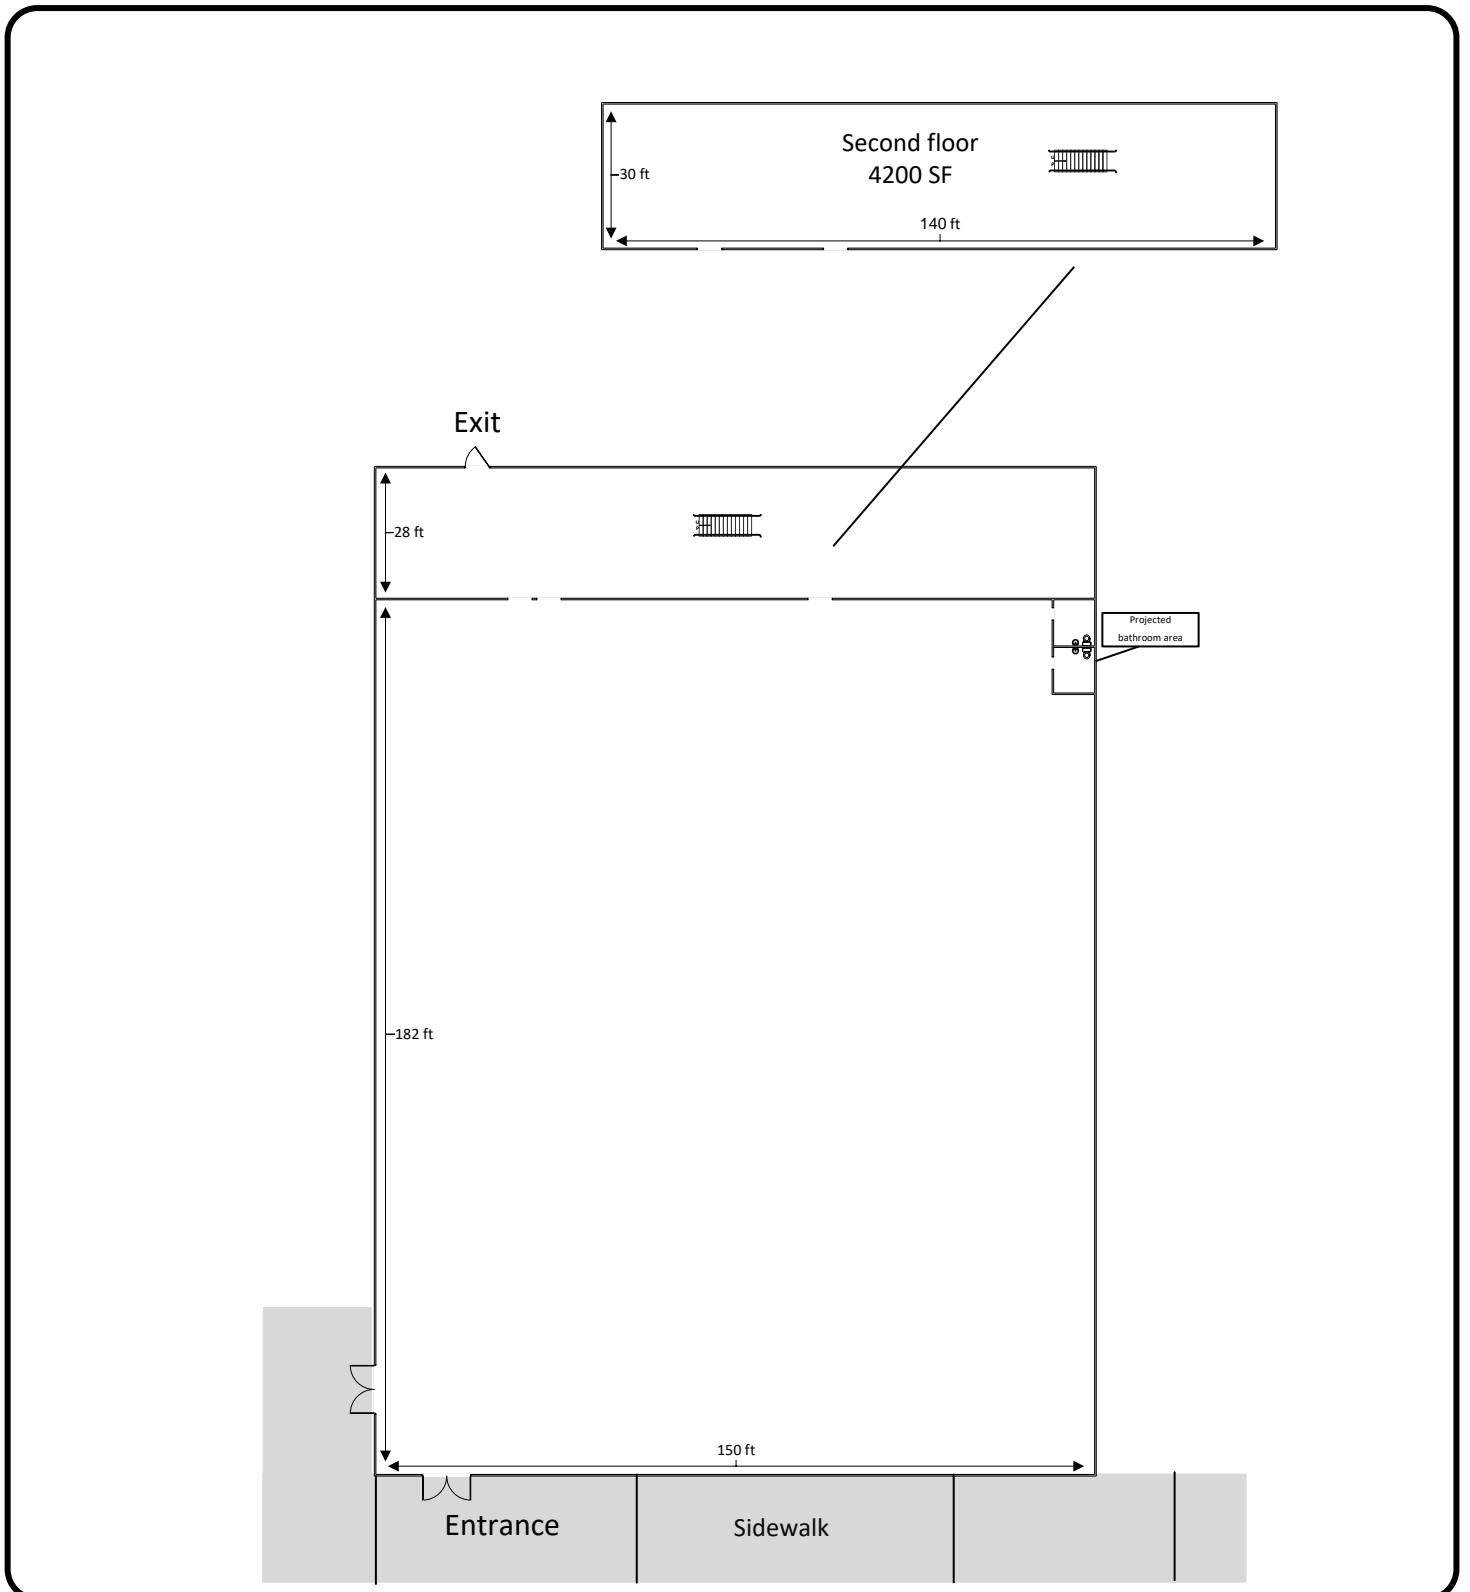 Second floor
4200 SF
30 ft
140 ft
Exit
UP
28 ft
Projected
bathroom area
182 ft
150 ft
Entrance
Sidewalk